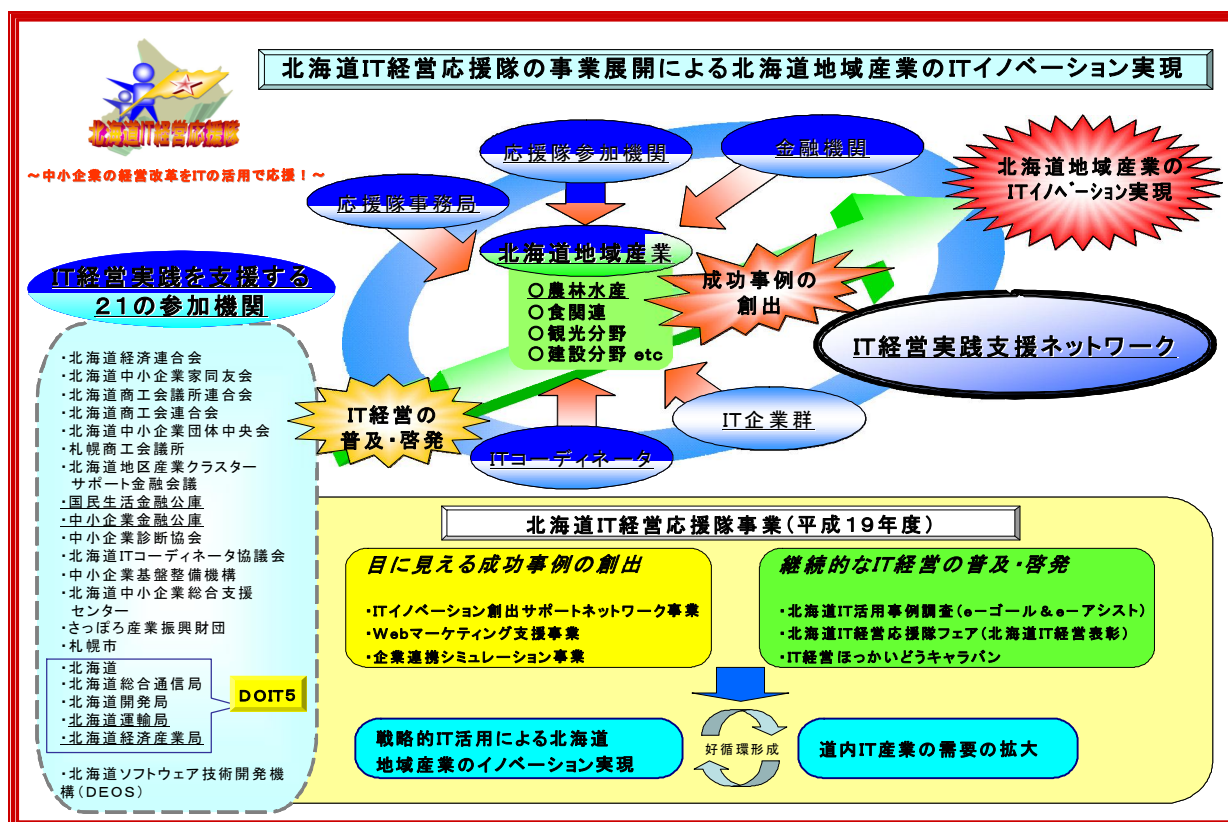 北海道IT経営応援隊の事業展開による北海道地域産業のITイノベーション実現
北海道IT経営応援隊
～中小企業の経営改革をITの活用で応援！～
応援隊参加機関
金融機関
応援隊事務局
北海道地域産業の
ITイノベーション実現
北海道地域産業
○農林水産
○食関連
○観光分野
○建設分野 etc
成功事例の
創出
IT経営実践支援ネットワーク
IT経営の
普及・啓発
IT企業群
ITコーディネータ
IT経営実践を支援する
21の参加機関
・北海道経済連合会
・北海道中小企業家同友会
・北海道商工会議所連合会
・北海道商工会連合会
・北海道中小企業団体中央会
・札幌商工会議所
・北海道地区産業クラスター
サポート金融会議
・国民生活金融公庫
・中小企業金融公庫
・中小企業診断協会
・北海道ITコーディネータ協議会
・中小企業基盤整備機構
・北海道中小企業総合支援
センター
・さっぽろ産業振興財団
・札幌市
・北海道
・北海道総合通信局
・北海道開発局
・北海道運輸局
・北海道経済産業局
DOIT5
・北海道ソフトウェア技術開発機
構（DEOS）
北海道IT経営応援隊事業（平成19年度）
目に見える成功事例の創出
・ITイノベーション創出サポートネットワーク事業
・Webマーケティング支援事業
・企業連携シミュレーション事業
継続的なIT経営の普及・啓発
・北海道IT活用事例調査（e－ゴール＆e－アシスト）
・北海道IT経営応援隊フェア（北海道IT経営表彰）
・IT経営ほっかいどうキャラバン
戦略的IT活用による北海道
地域産業のイノベーション実現
好循環形成
道内IT産業の需要の拡大